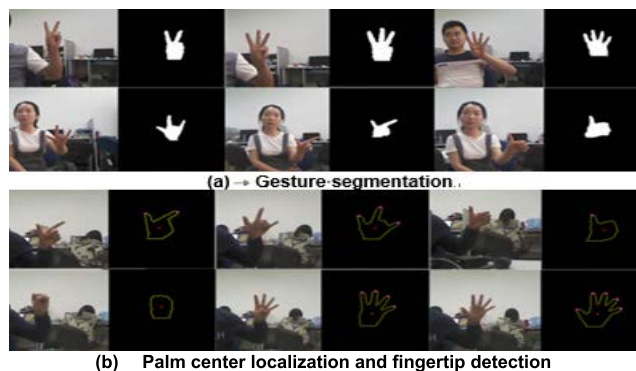 (a) → Gesture·segmentation..
(b) Palm center localization and fingertip detection